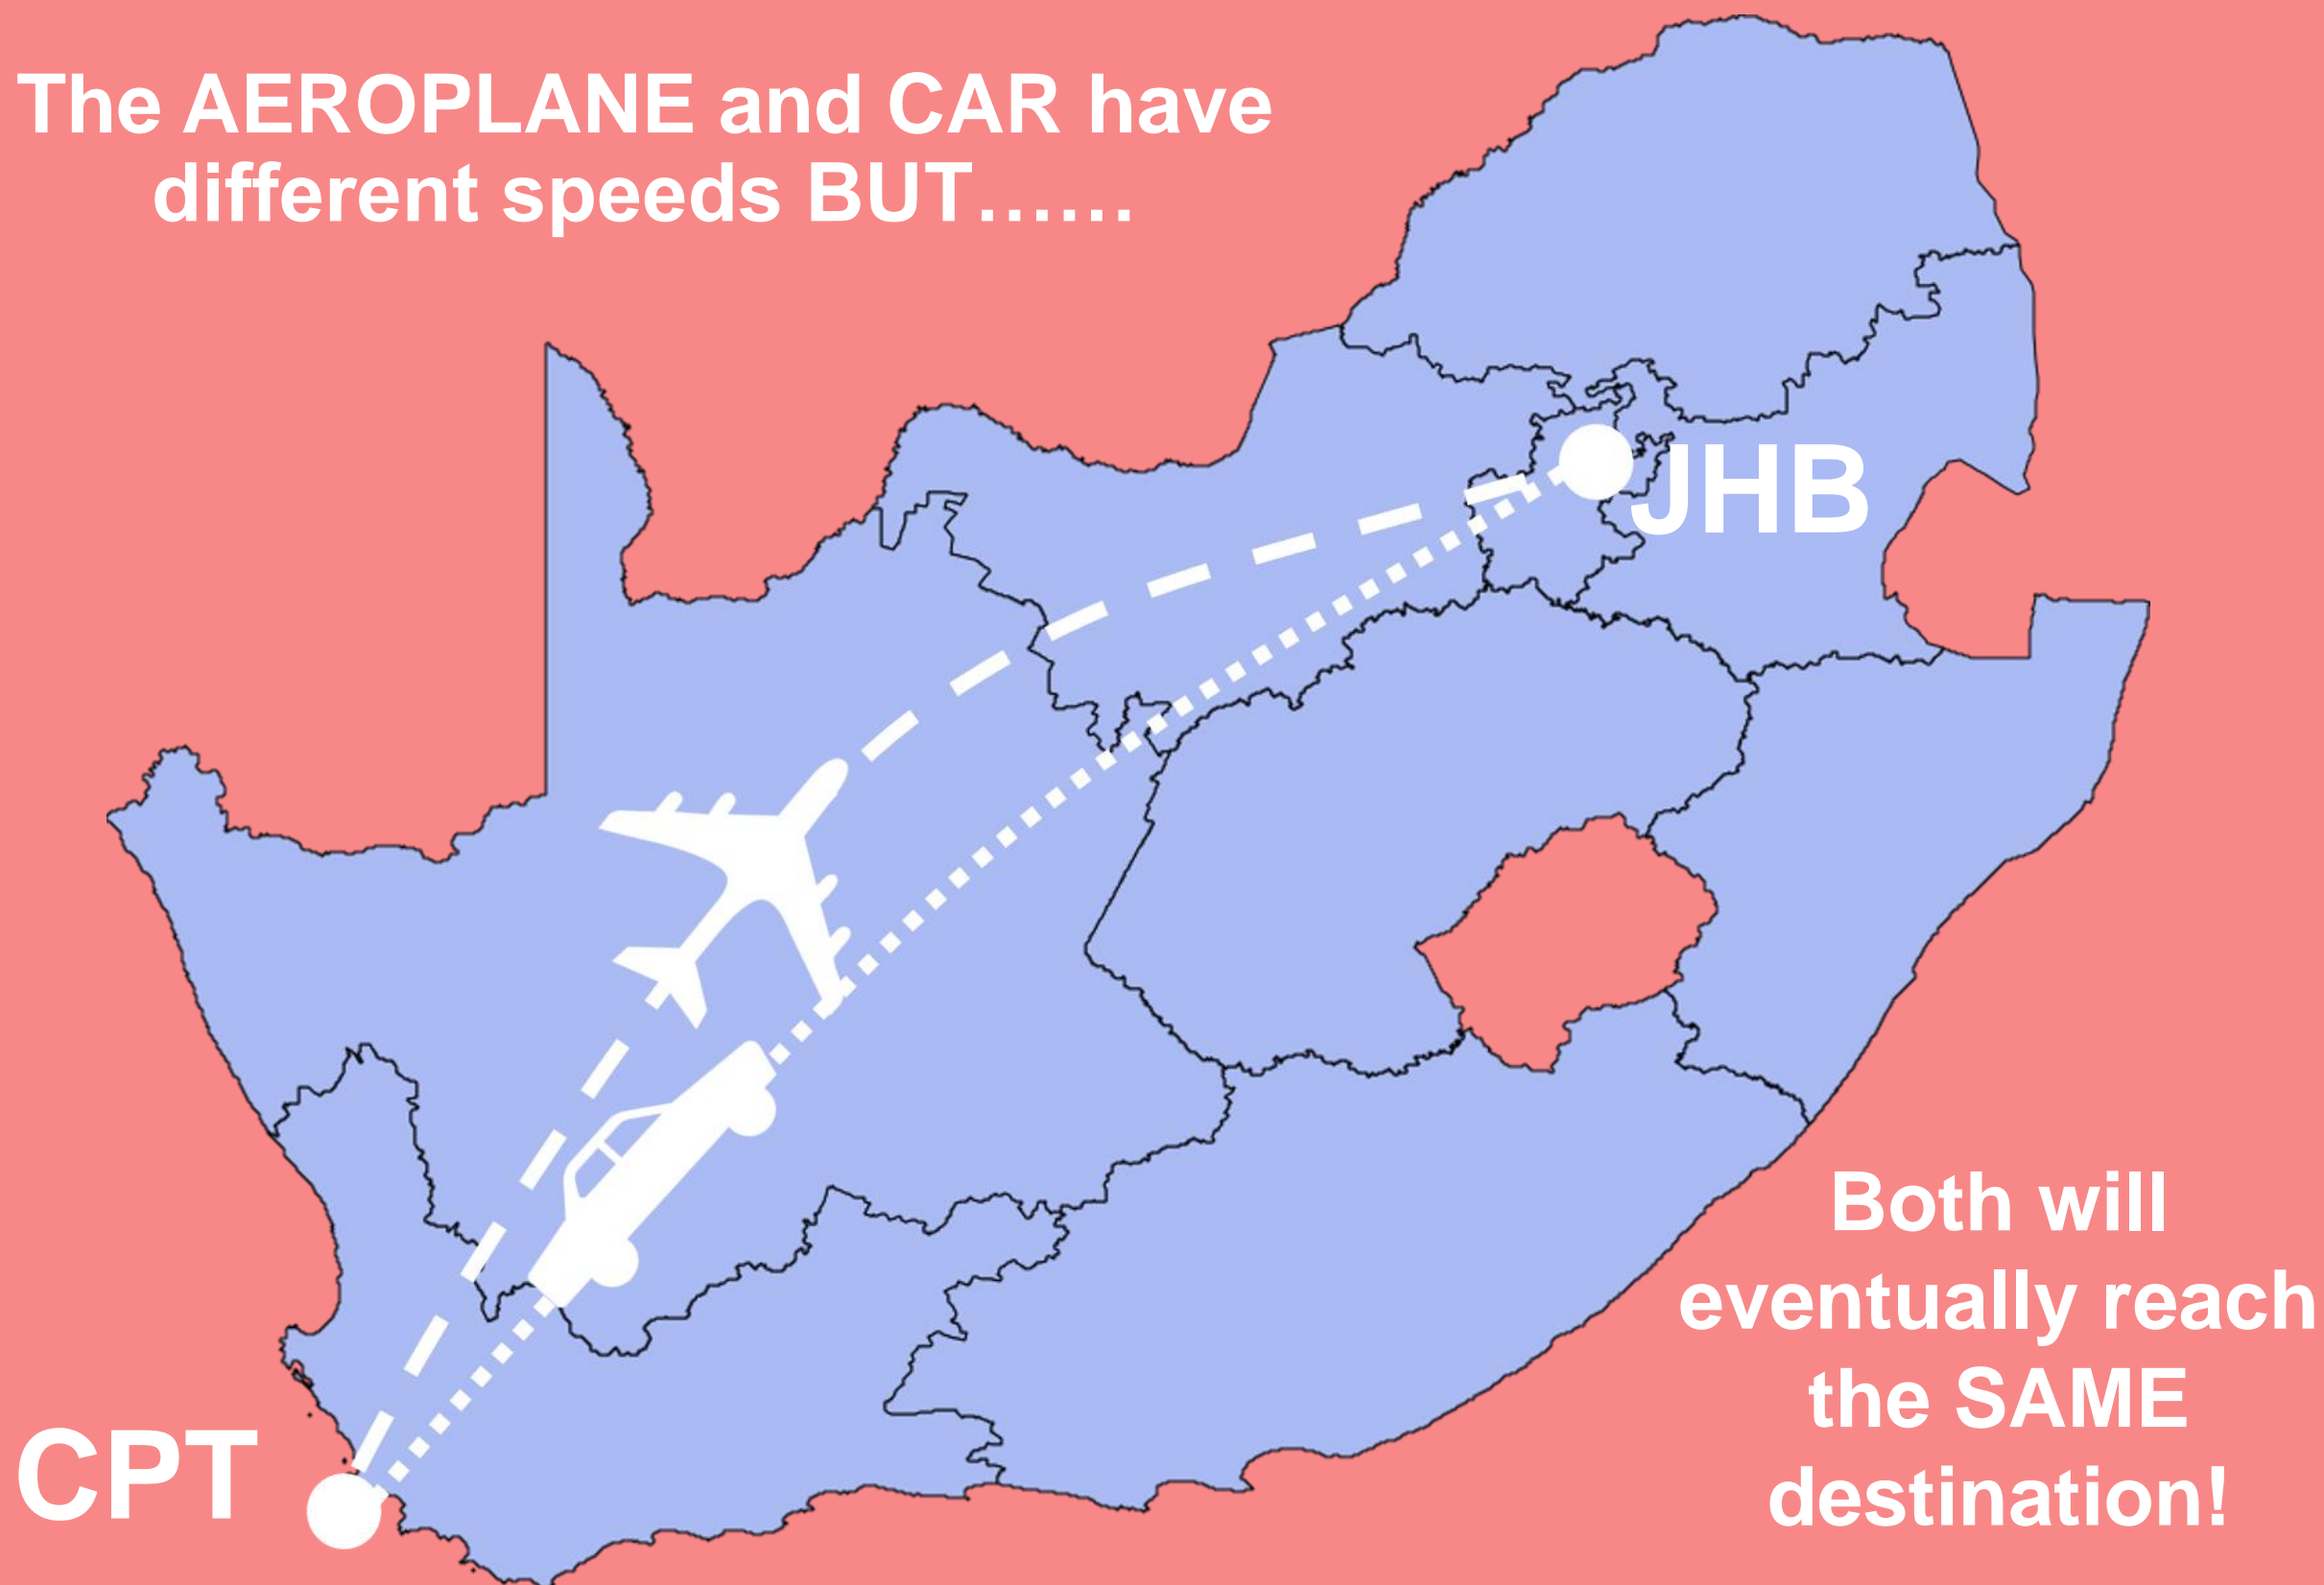 The AEROPLANE and CAR have
different speeds BUT......
JHB
CPT
Both will
eventually reach
the SAME
destination!